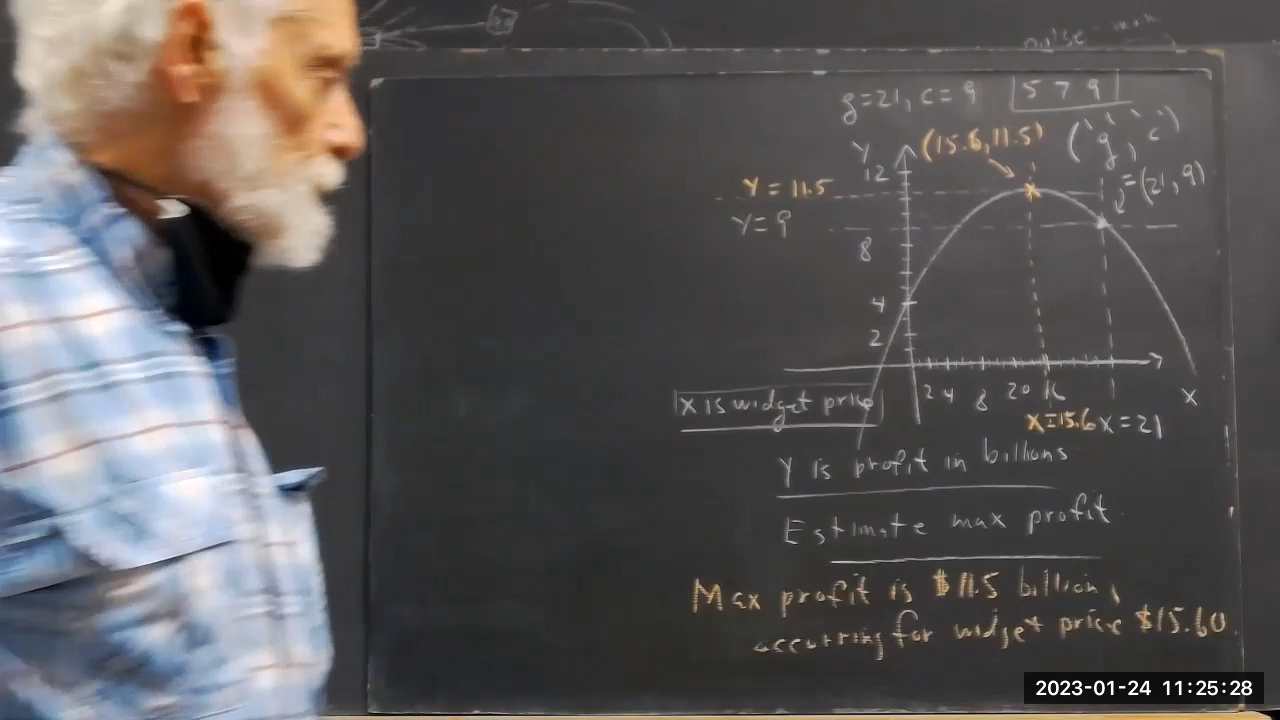 g=21, c=9 5 7 9
(15.6, 11.5) (g, c)
Y
12
=(21, 9)
Y = 11.5
Y = 9
8
4
2
2 4 8 20 16
X
X is widget price
X=15.6 X=21
Y is profit in billions
Estimate max profit
Max profit is $11.5 billion,
occurring for widget price $15.60
2023-01-24 11:25:28